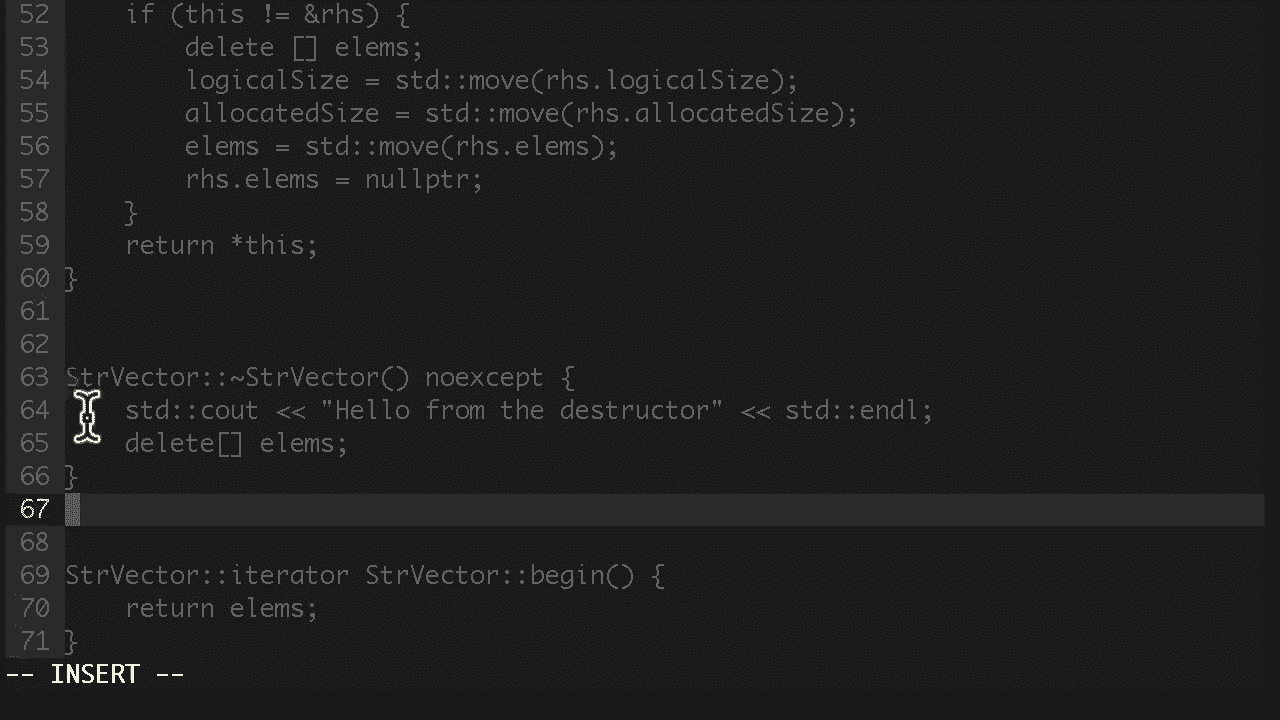 52     if (this != &rhs) {
53         delete [] elems;
54         logicalSize = std::move(rhs.logicalSize);
55         allocatedSize = std::move(rhs.allocatedSize);
56         elems = std::move(rhs.elems);
57         rhs.elems = nullptr;
58     }
59     return *this;
60 }
61
62
63 StrVector::~StrVector() noexcept {
64     std::cout << "Hello from the destructor" << std::endl;
65     delete[] elems;
66 }
67
68
69 StrVector::iterator StrVector::begin() {
70     return elems;
71 }
-- INSERT --